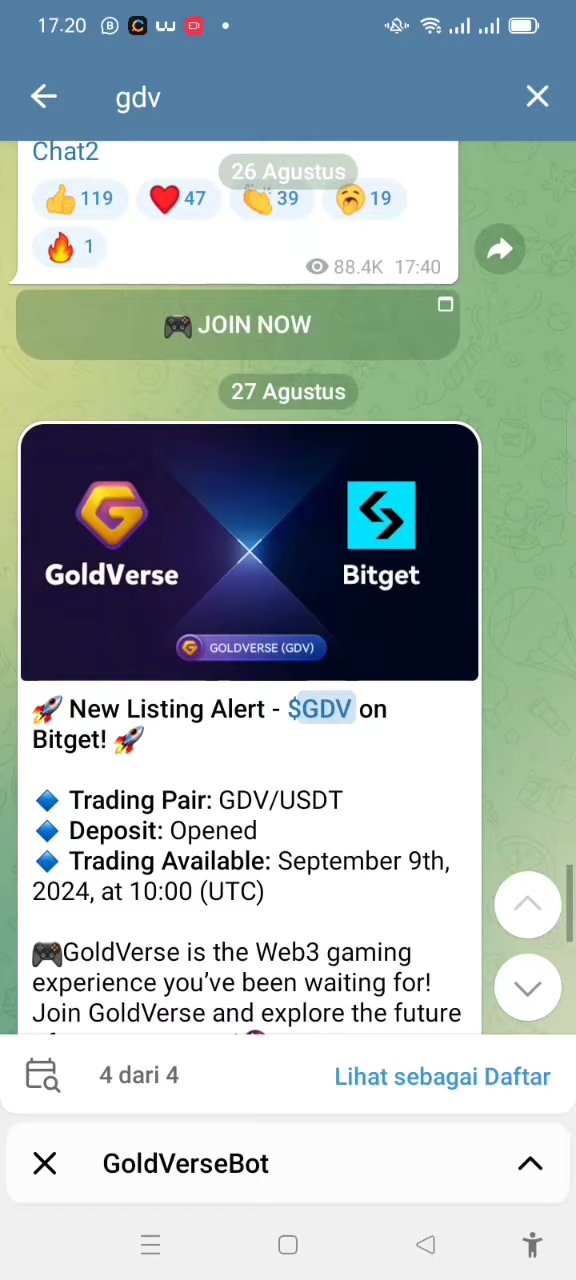 17.20
gdv
Chat2
26 Agustus
119 47 39 19
1
88.4K 17:40
JOIN NOW
27 Agustus
GoldVerse
Bitget
GOLDVERSE (GDV)
🚀 New Listing Alert - $GDV on
Bitget! 🚀
🔹 Trading Pair: GDV/USDT
🔹 Deposit: Opened
🔹 Trading Available: September 9th,
2024, at 10:00 (UTC)
🎮GoldVerse is the Web3 gaming
experience you’ve been waiting for!
Join GoldVerse and explore the future
4 dari 4
Lihat sebagai Daftar
GoldVerseBot